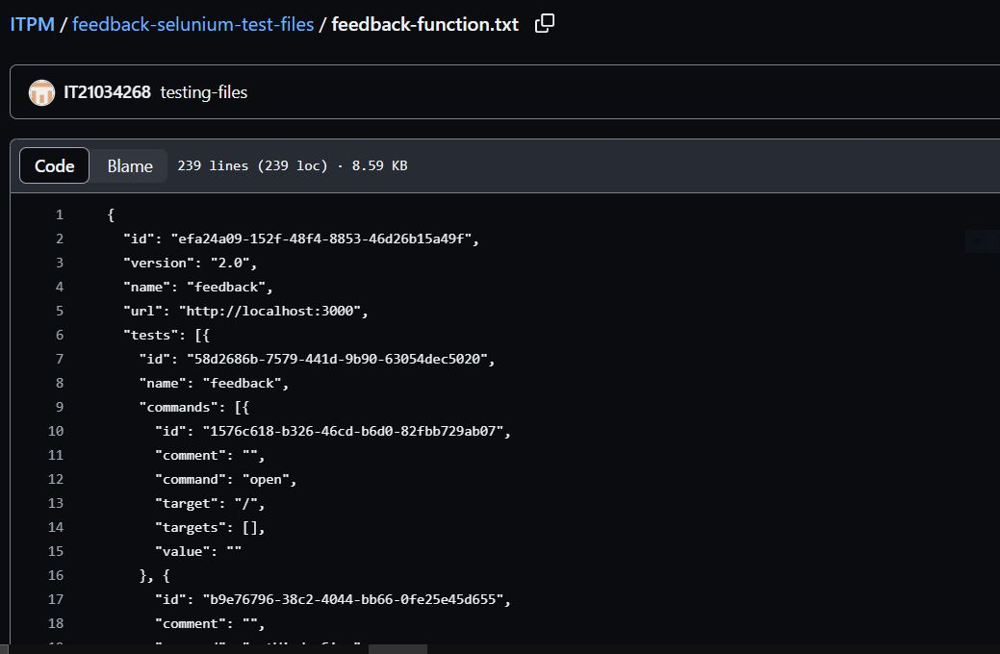 ITPM / feedback-selunium-test-files / feedback-function.txt
IT21034268 testing-files
Code Blame 239 lines (239 loc) · 8.59 KB
1 {
2 "id": "efa24a09-152f-48f4-8853-46d26b15a49f",
3 "version": "2.0",
4 "name": "feedback",
5 "url": "http://localhost:3000",
6 "tests": [{
7 "id": "58d2686b-7579-441d-9b90-63054dec5020",
8 "name": "feedback",
9 "commands": [{
10 "id": "1576c618-b326-46cd-b6d0-82fbb729ab07",
11 "comment": "",
12 "command": "open",
13 "target": "/",
14 "targets": [],
15 "value": ""
16 }, {
17 "id": "b9e76796-38c2-4044-bb66-0fe25e45d655",
18 "comment": "",